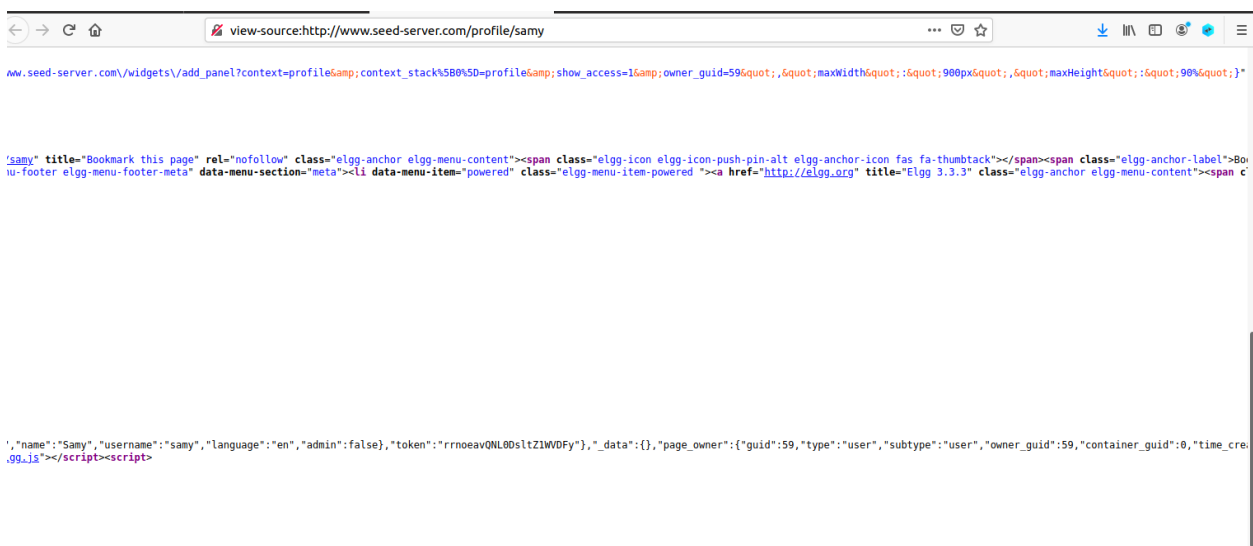 view-source:http://www.seed-server.com/profile/samy
www.seed-server.com\/widgets\/add_panel?context=profile&amp;context_stack%5B0%5D=profile&amp;show_access=1&amp;owner_guid=59&quot;,&quot;maxWidth&quot;:&quot;900px&quot;,&quot;maxHeight&quot;:&quot;90%&quot;}"
/samy" title="Bookmark this page" rel="nofollow" class="elgg-anchor elgg-menu-content"><span class="elgg-icon elgg-icon-push-pin-alt elgg-anchor-icon fas fa-thumbtack"></span><span class="elgg-anchor-label">Boo
nu-footer elgg-menu-footer-meta" data-menu-section="meta"><li data-menu-item="powered" class="elgg-menu-item-powered "><a href="http://elgg.org" title="Elgg 3.3.3" class="elgg-anchor elgg-menu-content"><span cl
","name":"Samy","username":"samy","language":"en","admin":false},"token":"rrnoeavQNL0DsltZ1WVDFy"},"_data":{},"page_owner":{"guid":59,"type":"user","subtype":"user","owner_guid":59,"container_guid":0,"time_crea
lgg.js"></script><script>